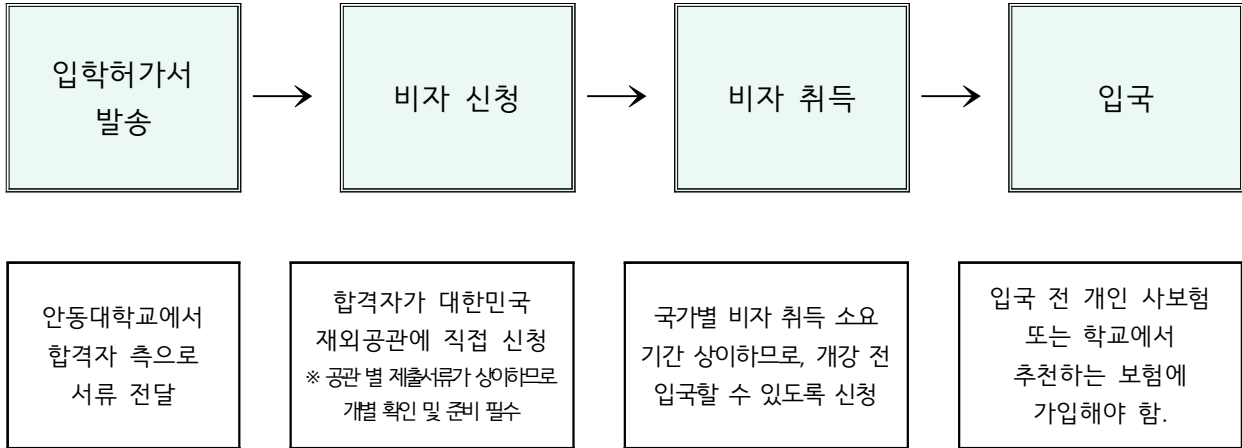 입학허가서
발송
비자 신청
비자 취득
입국
안동대학교에서
합격자 측으로
서류 전달
합격자가 대한민국
재외공관에 직접 신청
※ 공관 별 제출서류가 상이하므로
개별 확인 및 준비 필수
국가별 비자 취득 소요
기간 상이하므로, 개강 전
입국할 수 있도록 신청
입국 전 개인 사보험
또는 학교에서
추천하는 보험에
가입해야 함.